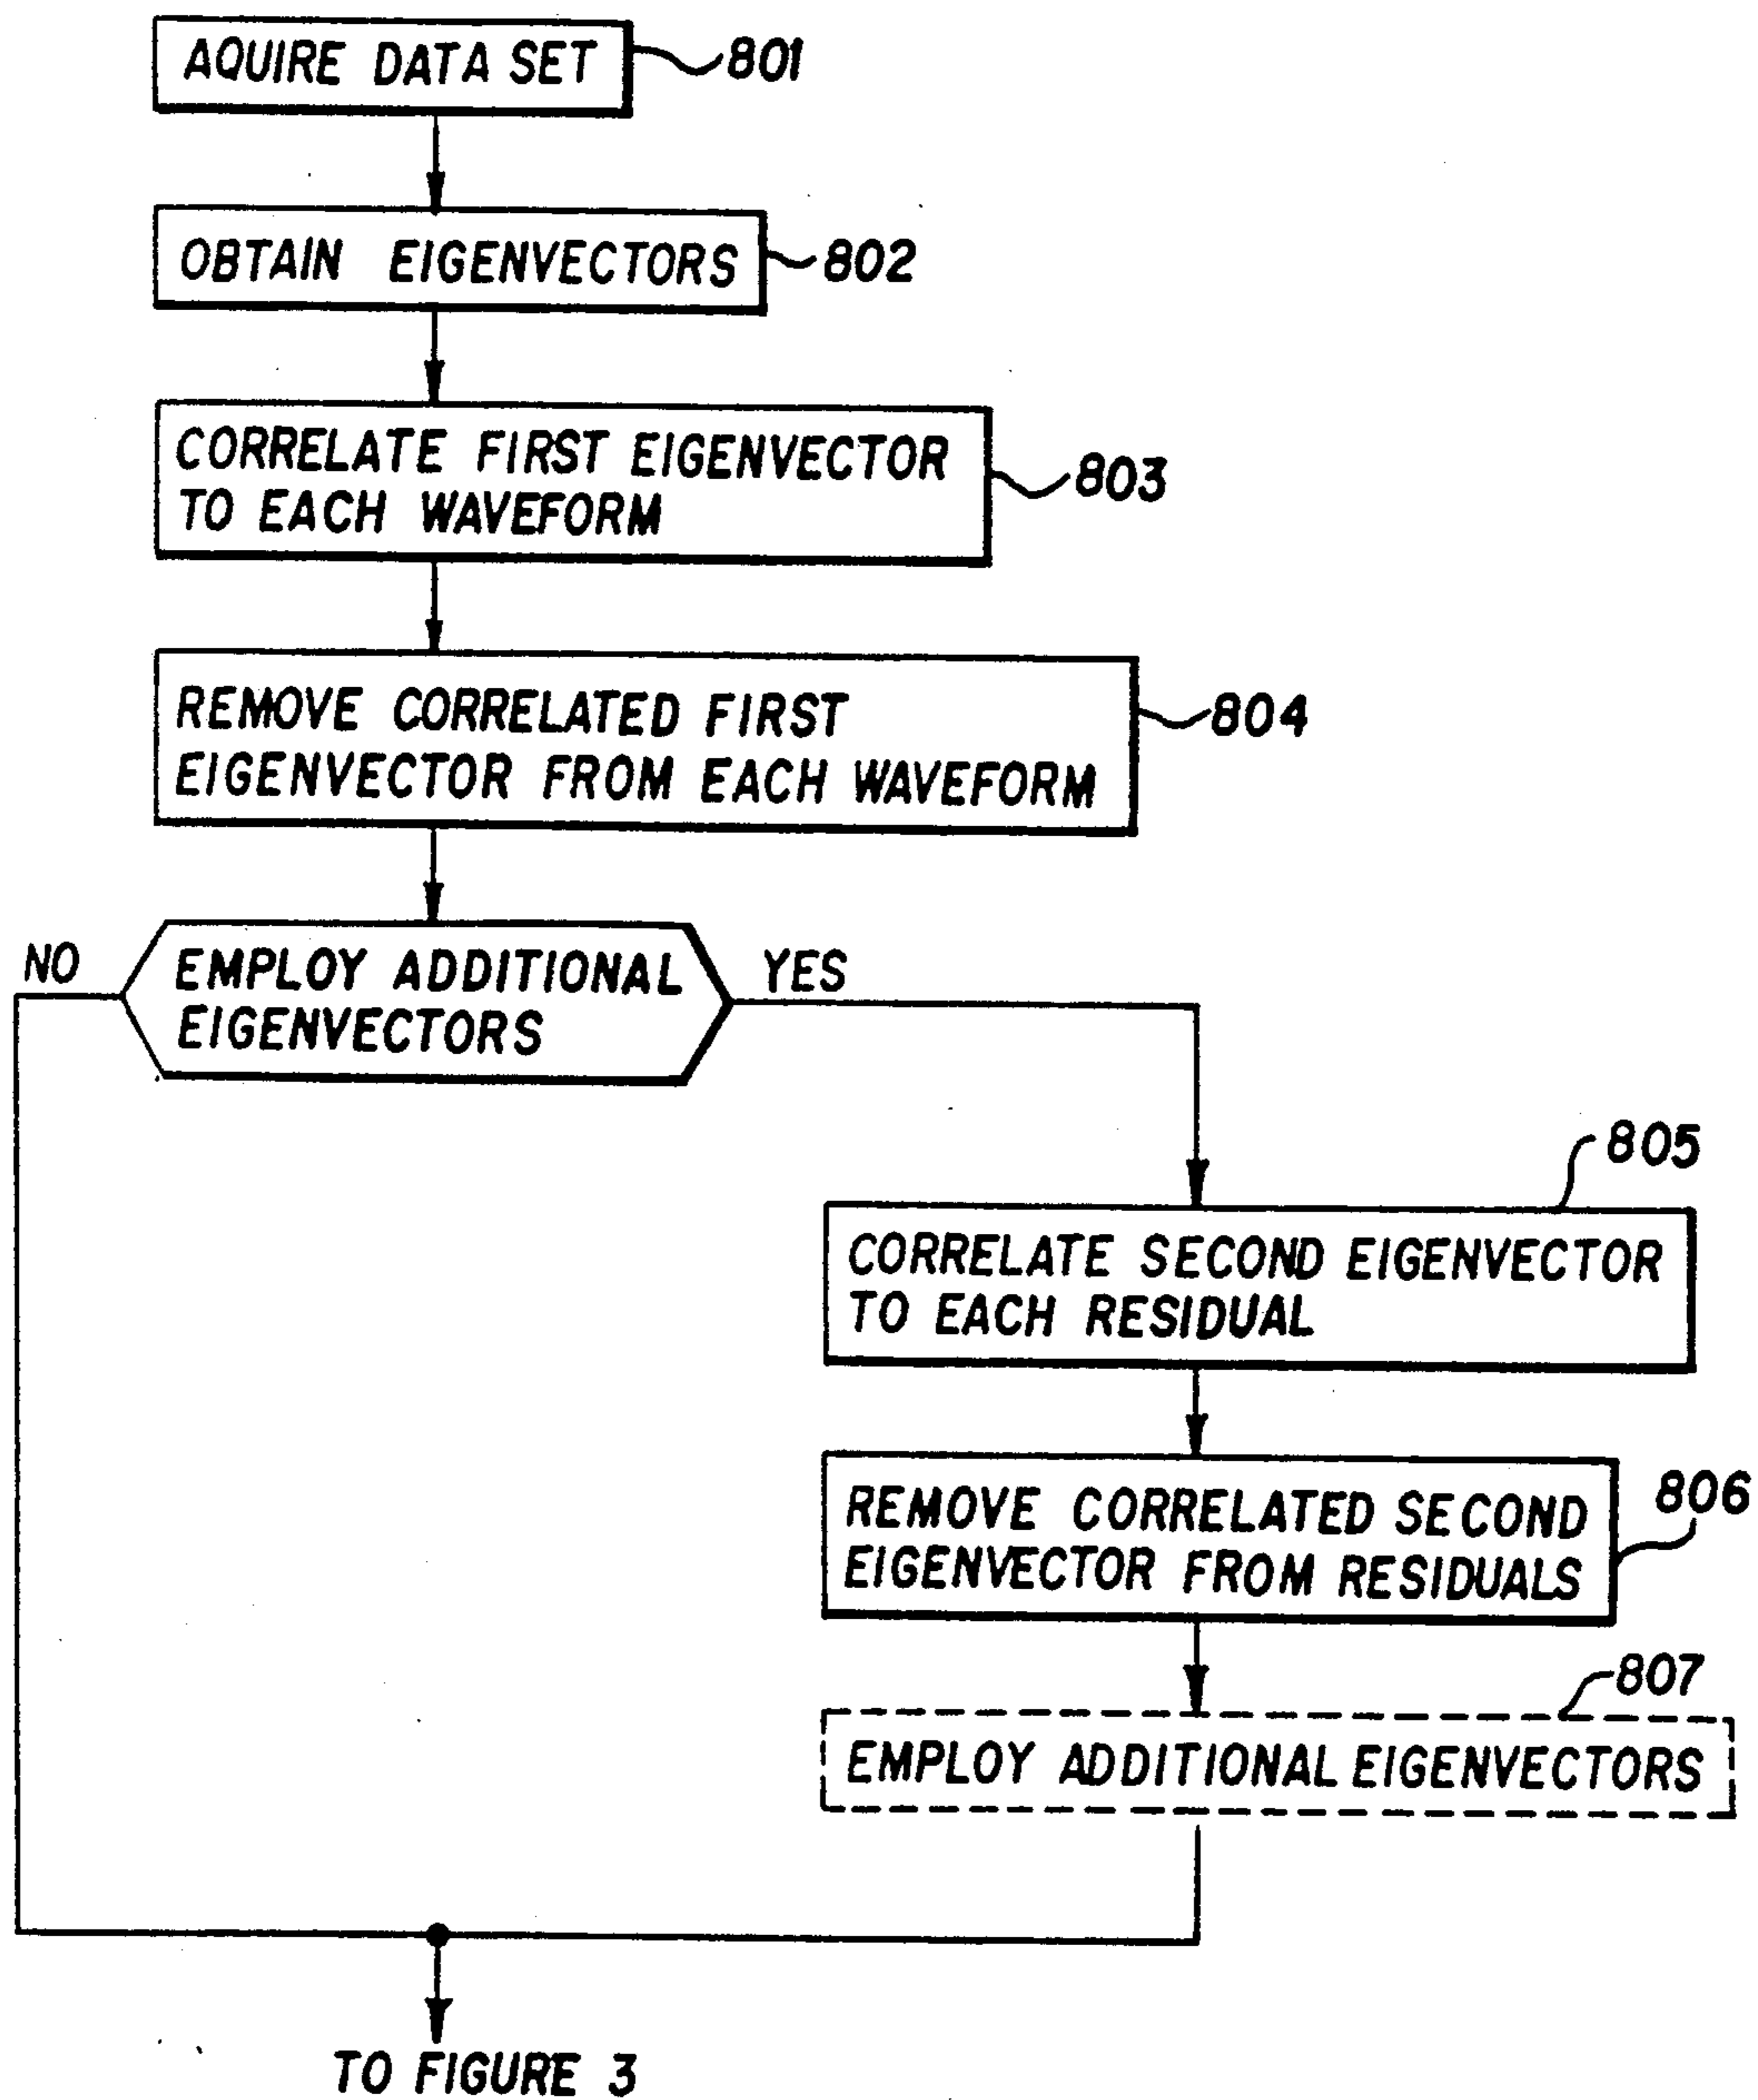 AQUIRE DATA SET
801
OBTAIN EIGENVECTORS
802
CORRELATE FIRST EIGENVECTOR
TO EACH WAVEFORM
803
REMOVE CORRELATED FIRST
EIGENVECTOR FROM EACH WAVEFORM
804
NO
EMPLOY ADDITIONAL
EIGENVECTORS
YES
805
CORRELATE SECOND EIGENVECTOR
TO EACH RESIDUAL
REMOVE CORRELATED SECOND
EIGENVECTOR FROM RESIDUALS
806
807
EMPLOY ADDITIONAL EIGENVECTORS
TO FIGURE 3